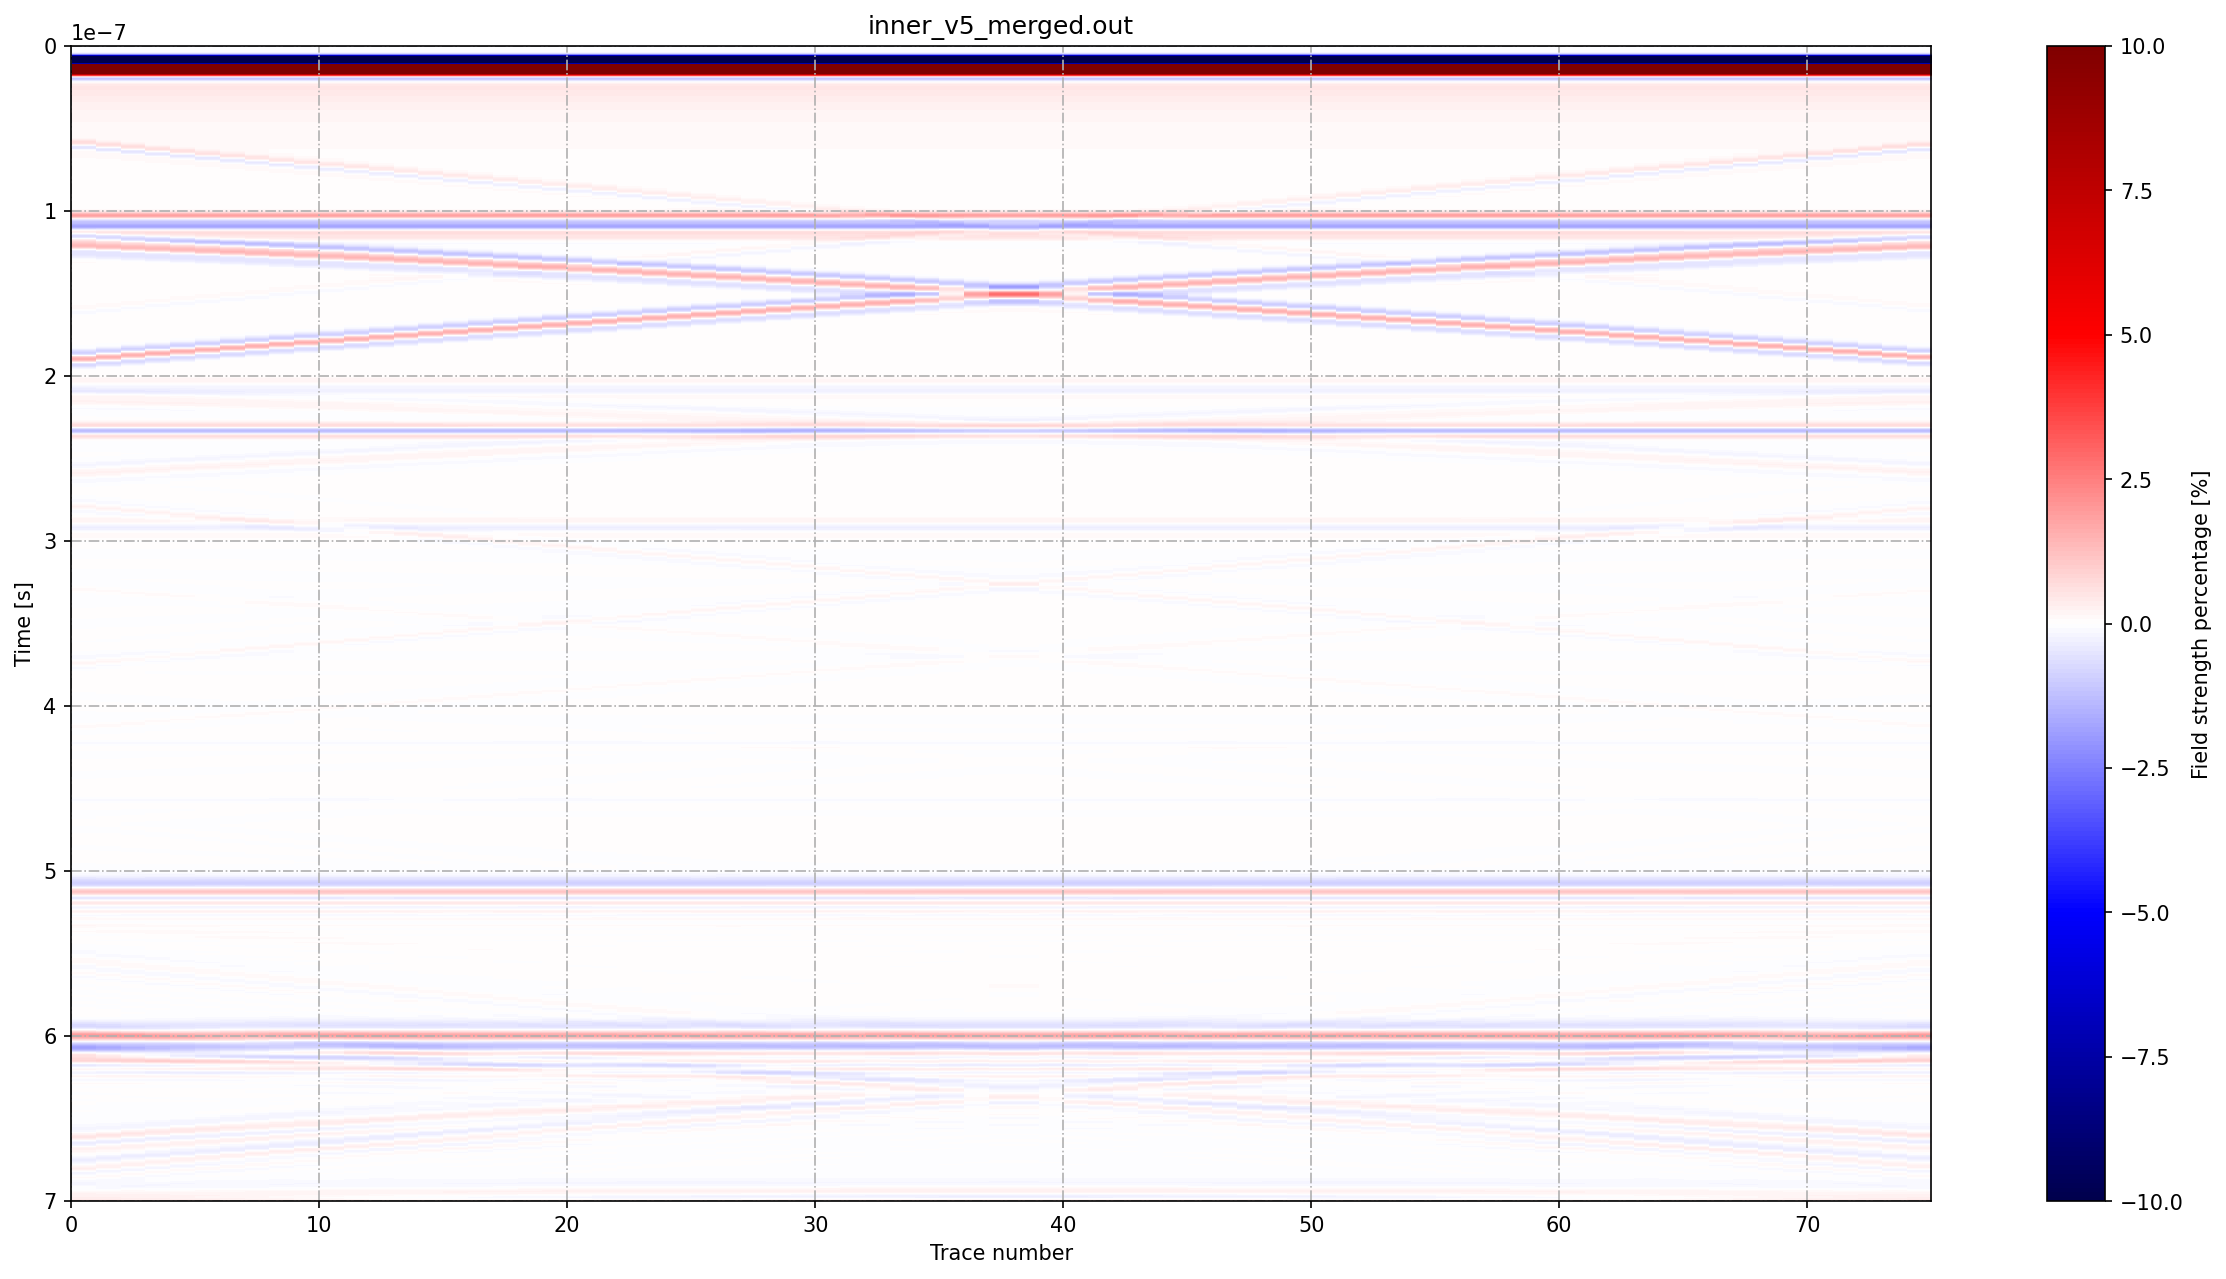 inner_v5_merged.out
1e−7
0
1
2
3
4
5
6
7
Time [s]
0 10 20 30 40 50 60 70
Trace number
10.0
7.5
5.0
2.5
0.0
−2.5
−5.0
−7.5
−10.0
Field strength percentage [%]